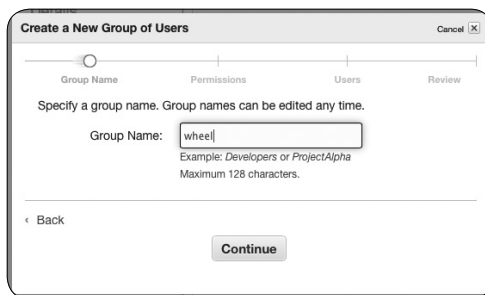 Create a New Group of Users
Cancel
Group Name Permissions Users Review
Specify a group name. Group names can be edited any time.
Group Name: wheel
Example: Developers or ProjectAlpha
Maximum 128 characters.
‹ Back
Continue